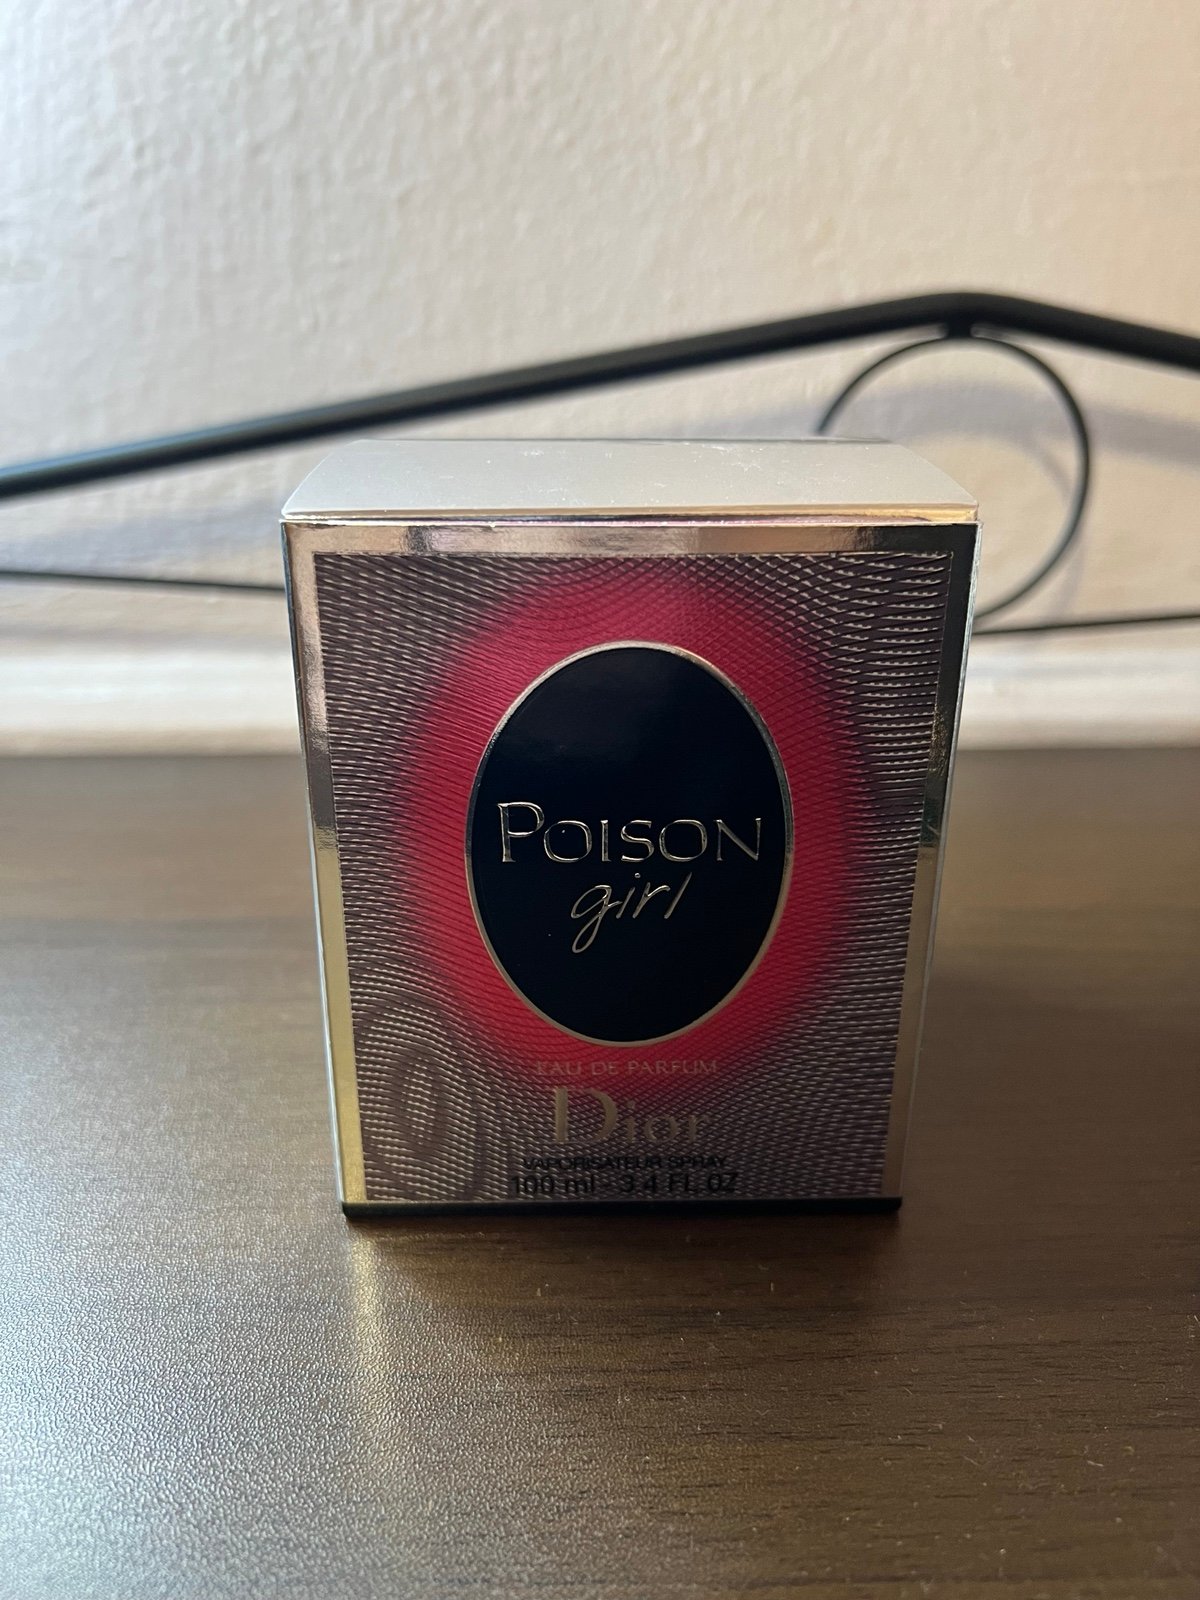 POISON
girl
EAU DE PARFUM
Dior
VAPORISATEUR SPRAY
100 ml - 3.4 FL. OZ